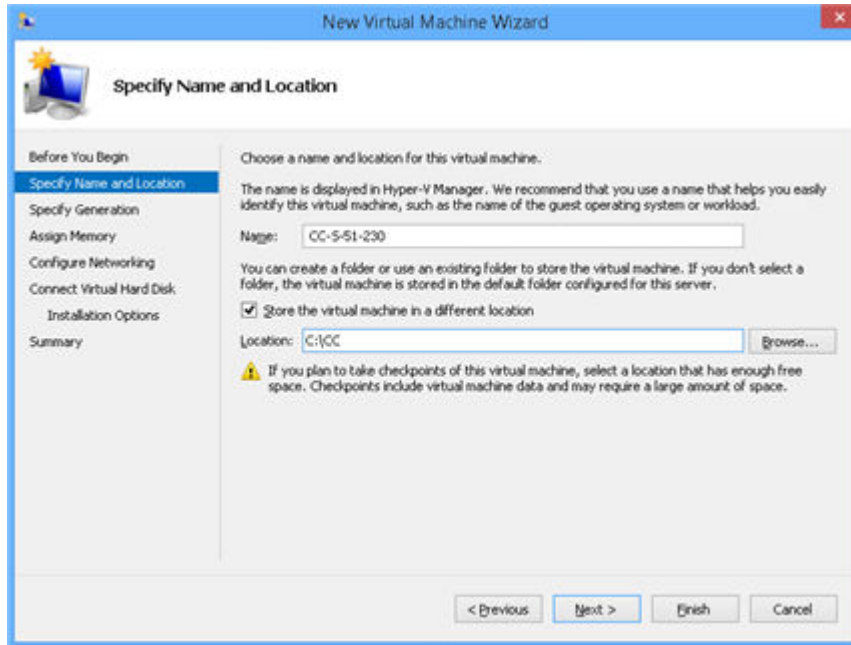 New Virtual Machine Wizard
Specify Name and Location
Before You Begin
Specify Name and Location
Specify Generation
Assign Memory
Configure Networking
Connect Virtual Hard Disk
Installation Options
Summary
Choose a name and location for this virtual machine.
The name is displayed in Hyper-V Manager. We recommend that you use a name that helps you easily
identify this virtual machine, such as the name of the guest operating system or workload.
Name: CC-S-51-230
You can create a folder or use an existing folder to store the virtual machine. If you don't select a
folder, the virtual machine is stored in the default folder configured for this server.
Store the virtual machine in a different location
Location: C:\CC Browse...
If you plan to take checkpoints of this virtual machine, select a location that has enough free
space. Checkpoints include virtual machine data and may require a large amount of space.
< Previous Next > Finish Cancel